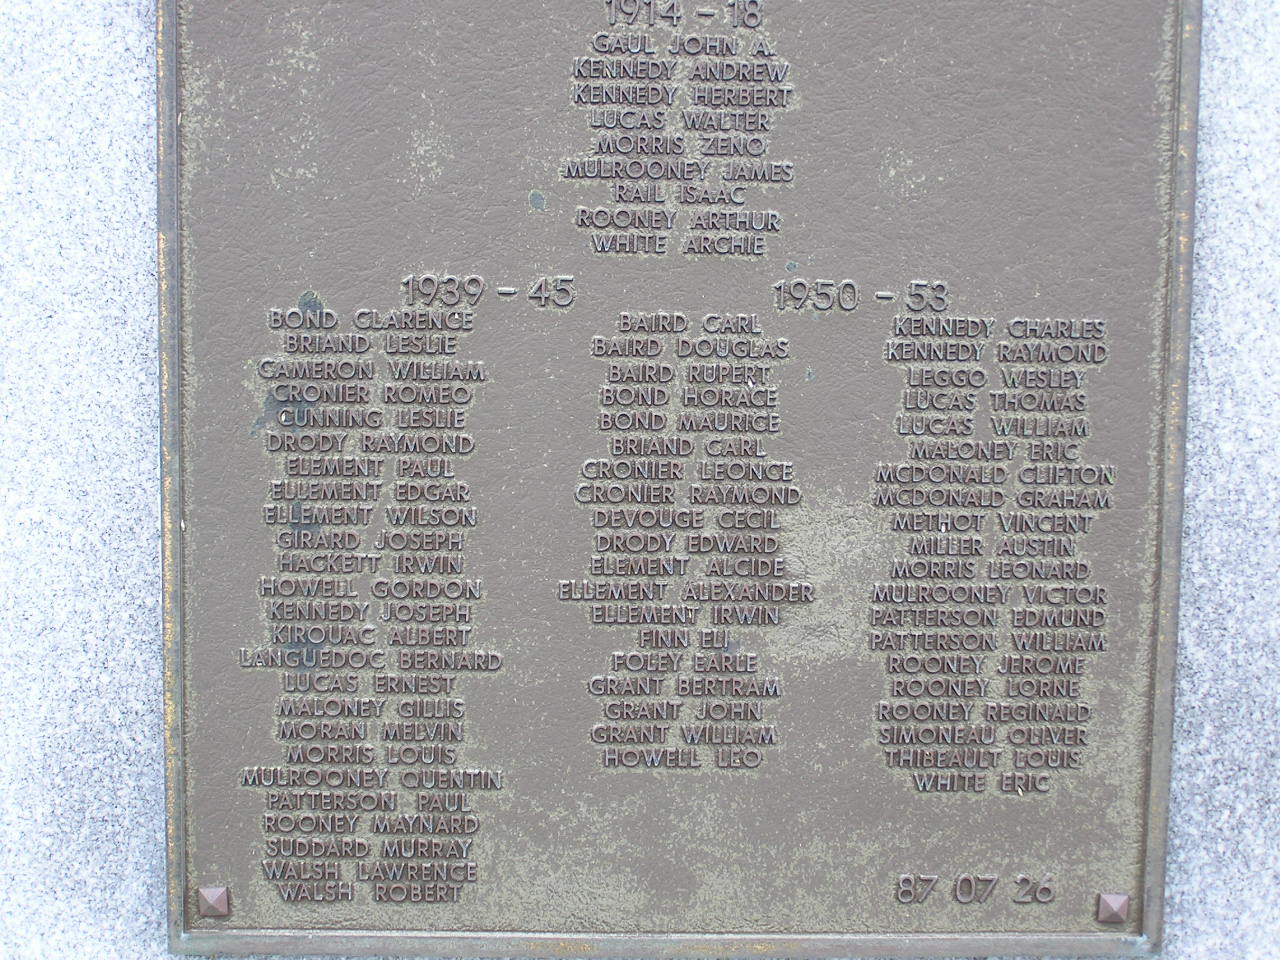 1914 – 18
GAUL JOHN A.
KENNEDY ANDREW
KENNEDY HERBERT
LUCAS WALTER
MORRIS ZENO
MULROONEY JAMES
RAIL ISAAC
ROONEY ARTHUR
WHITE ARCHIE
1939 – 45
BOND CLARENCE
BRIAND LESLIE
CAMERON WILLIAM
CRONIER ROMEO
CUNNING LESLIE
DRODY RAYMOND
ELEMENT PAUL
ELLEMENT EDGAR
ELLEMENT WILSON
GIRARD JOSEPH
HACKETT IRWIN
HOWELL GORDON
KENNEDY JOSEPH
KIROUAC ALBERT
LANGUEDOC BERNARD
LUCAS ERNEST
MALONEY GILLIS
MORAN MELVIN
MORRIS LOUIS
MULROONEY QUENTIN
PATTERSON PAUL
ROONEY MAYNARD
SUDDARD MURRAY
WALSH LAWRENCE
WALSH ROBERT
1950 – 53
BAIRD CARL
BAIRD DOUGLAS
BAIRD RUPERT
BOND HORACE
BOND MAURICE
BRIAND CARL
CRONIER LEONCE
CRONIER RAYMOND
DEVOUGE CECIL
DRODY EDWARD
ELEMENT ALCIDE
ELLEMENT ALEXANDER
ELLEMENT IRWIN
FINN ELI
FOLEY EARLE
GRANT BERTRAM
GRANT JOHN
GRANT WILLIAM
HOWELL LEO
KENNEDY CHARLES
KENNEDY RAYMOND
LEGGO WESLEY
LUCAS THOMAS
LUCAS WILLIAM
MALONEY ERIC
MCDONALD CLIFTON
MCDONALD GRAHAM
METHOT VINCENT
MILLER AUSTIN
MORRIS LEONARD
MULROONEY VICTOR
PATTERSON EDMUND
PATTERSON WILLIAM
ROONEY JEROME
ROONEY LORNE
ROONEY REGINALD
SIMONEAU OLIVER
THIBEAULT LOUIS
WHITE ERIC
87 07 26